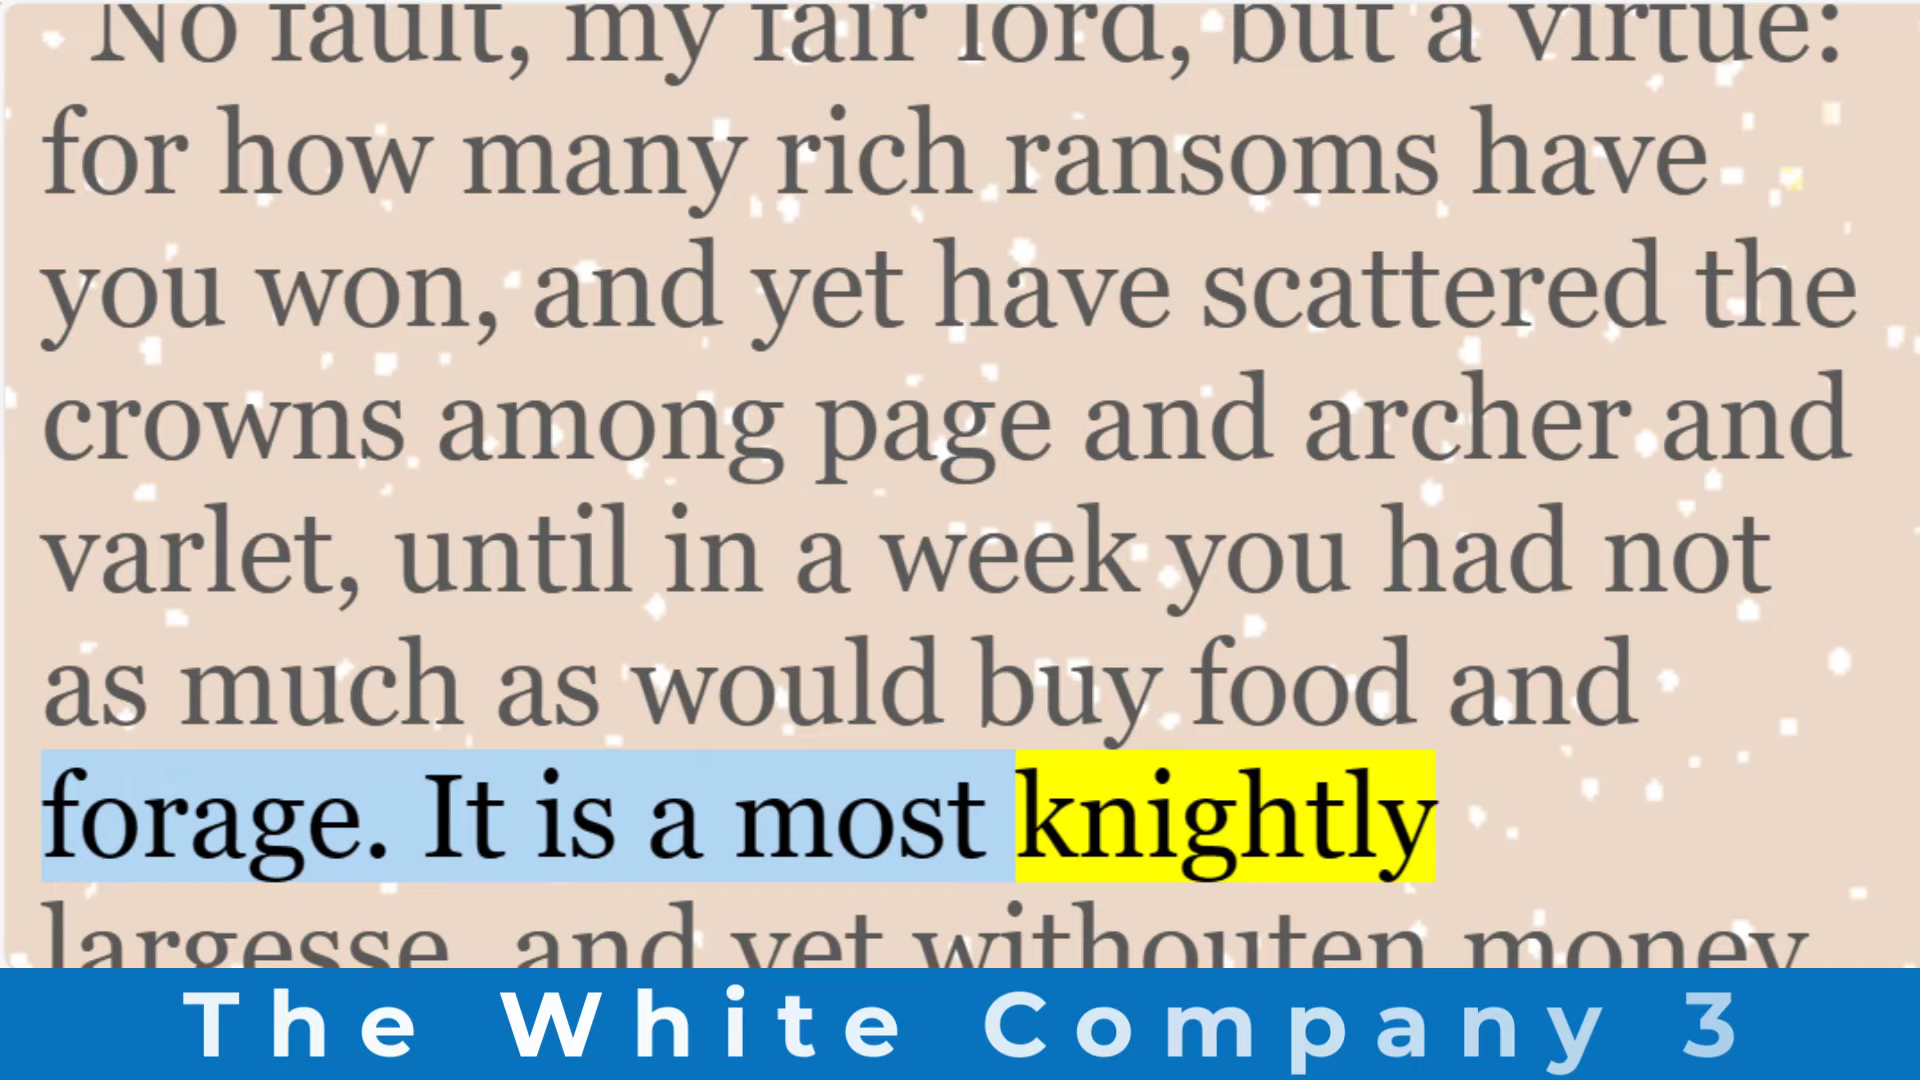 No fault, my fair lord, but a virtue:
for how many rich ransoms have
you won, and yet have scattered the
crowns among page and archer and
varlet, until in a week you had not
as much as would buy food and
forage. It is a most knightly
largesse, and yet withouten money
The White Company 3